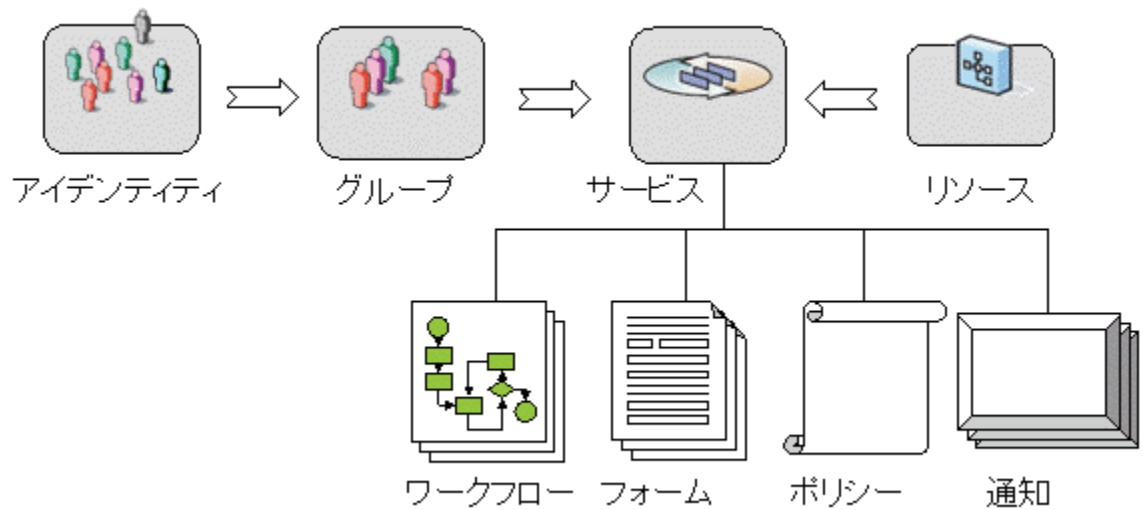 アイデンティティ
グループ
サービス
リソース
ワークフロー
フォーム
ポリシー
通知